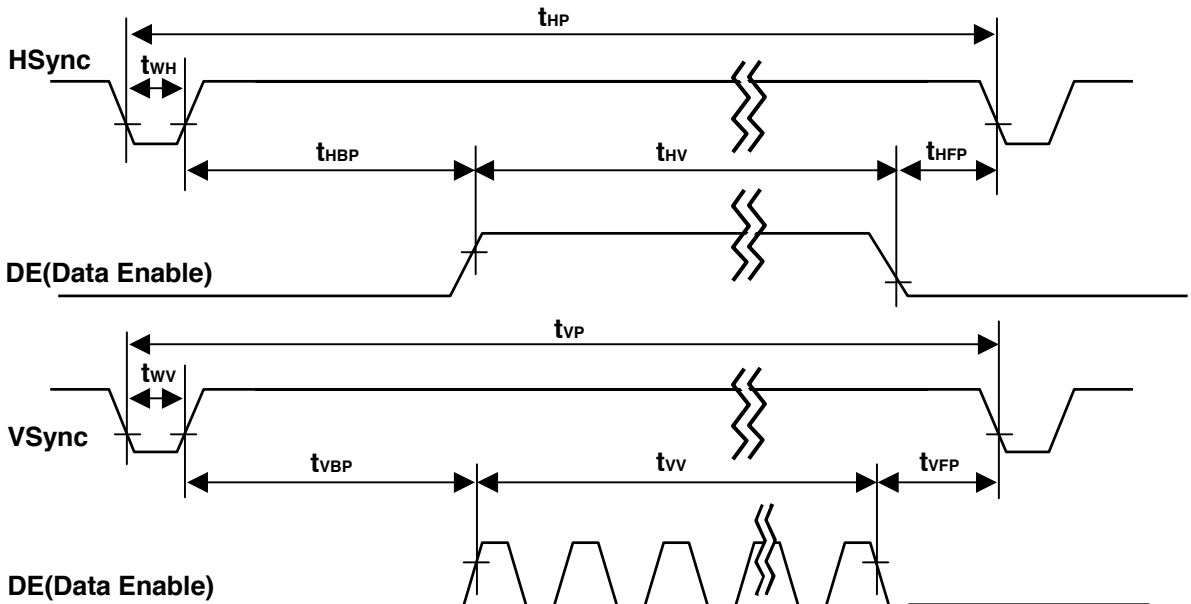 tHP
HSync
tWH
tHBP
tHV
tHFP
DE(Data Enable)
tVP
tWV
VSync
tVBP
tVV
tVFP
DE(Data Enable)